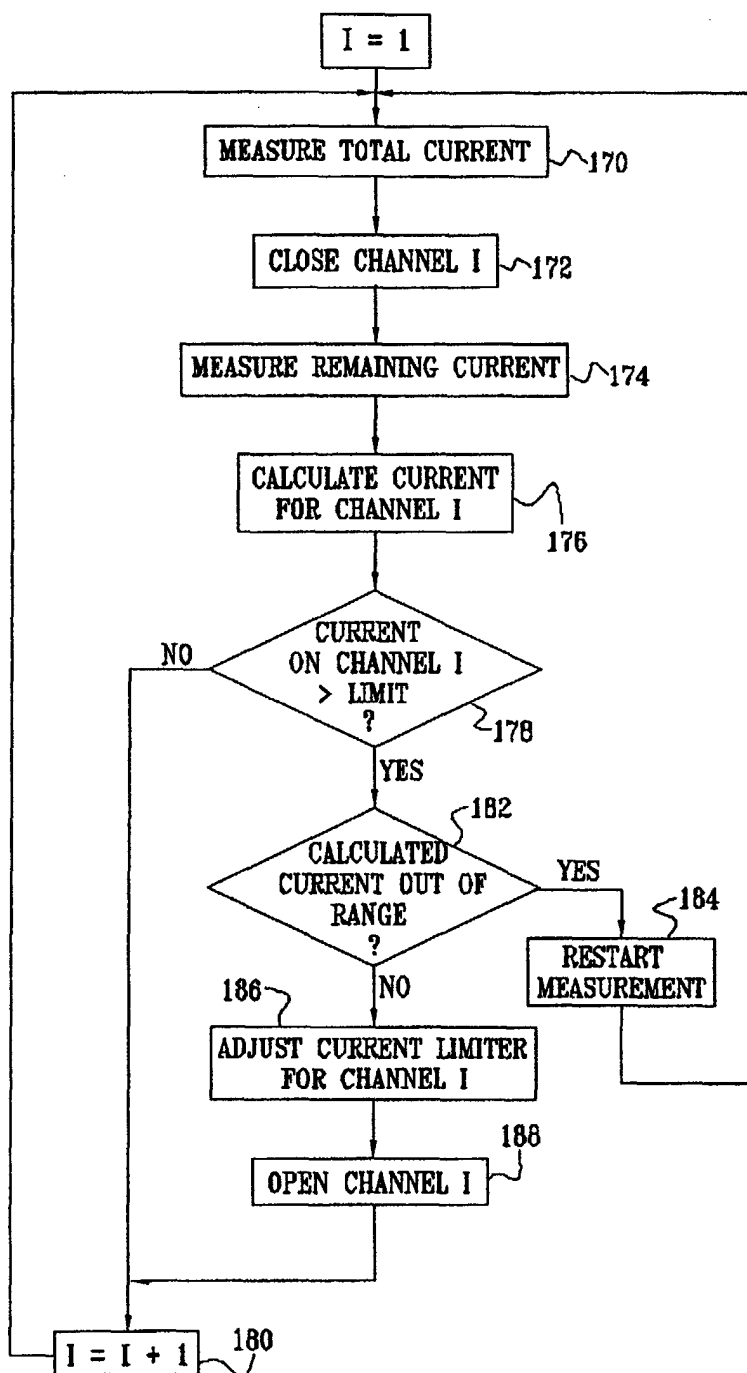 I = 1
MEASURE TOTAL CURRENT
170
CLOSE CHANNEL I
172
MEASURE REMAINING CURRENT
174
CALCULATE CURRENT
FOR CHANNEL I
176
CURRENT
ON CHANNEL I
> LIMIT
?
NO
178
YES
182
CALCULATED
CURRENT OUT OF
RANGE
?
YES
184
RESTART
MEASUREMENT
NO
186
ADJUST CURRENT LIMITER
FOR CHANNEL I
188
OPEN CHANNEL I
I = I + 1
180